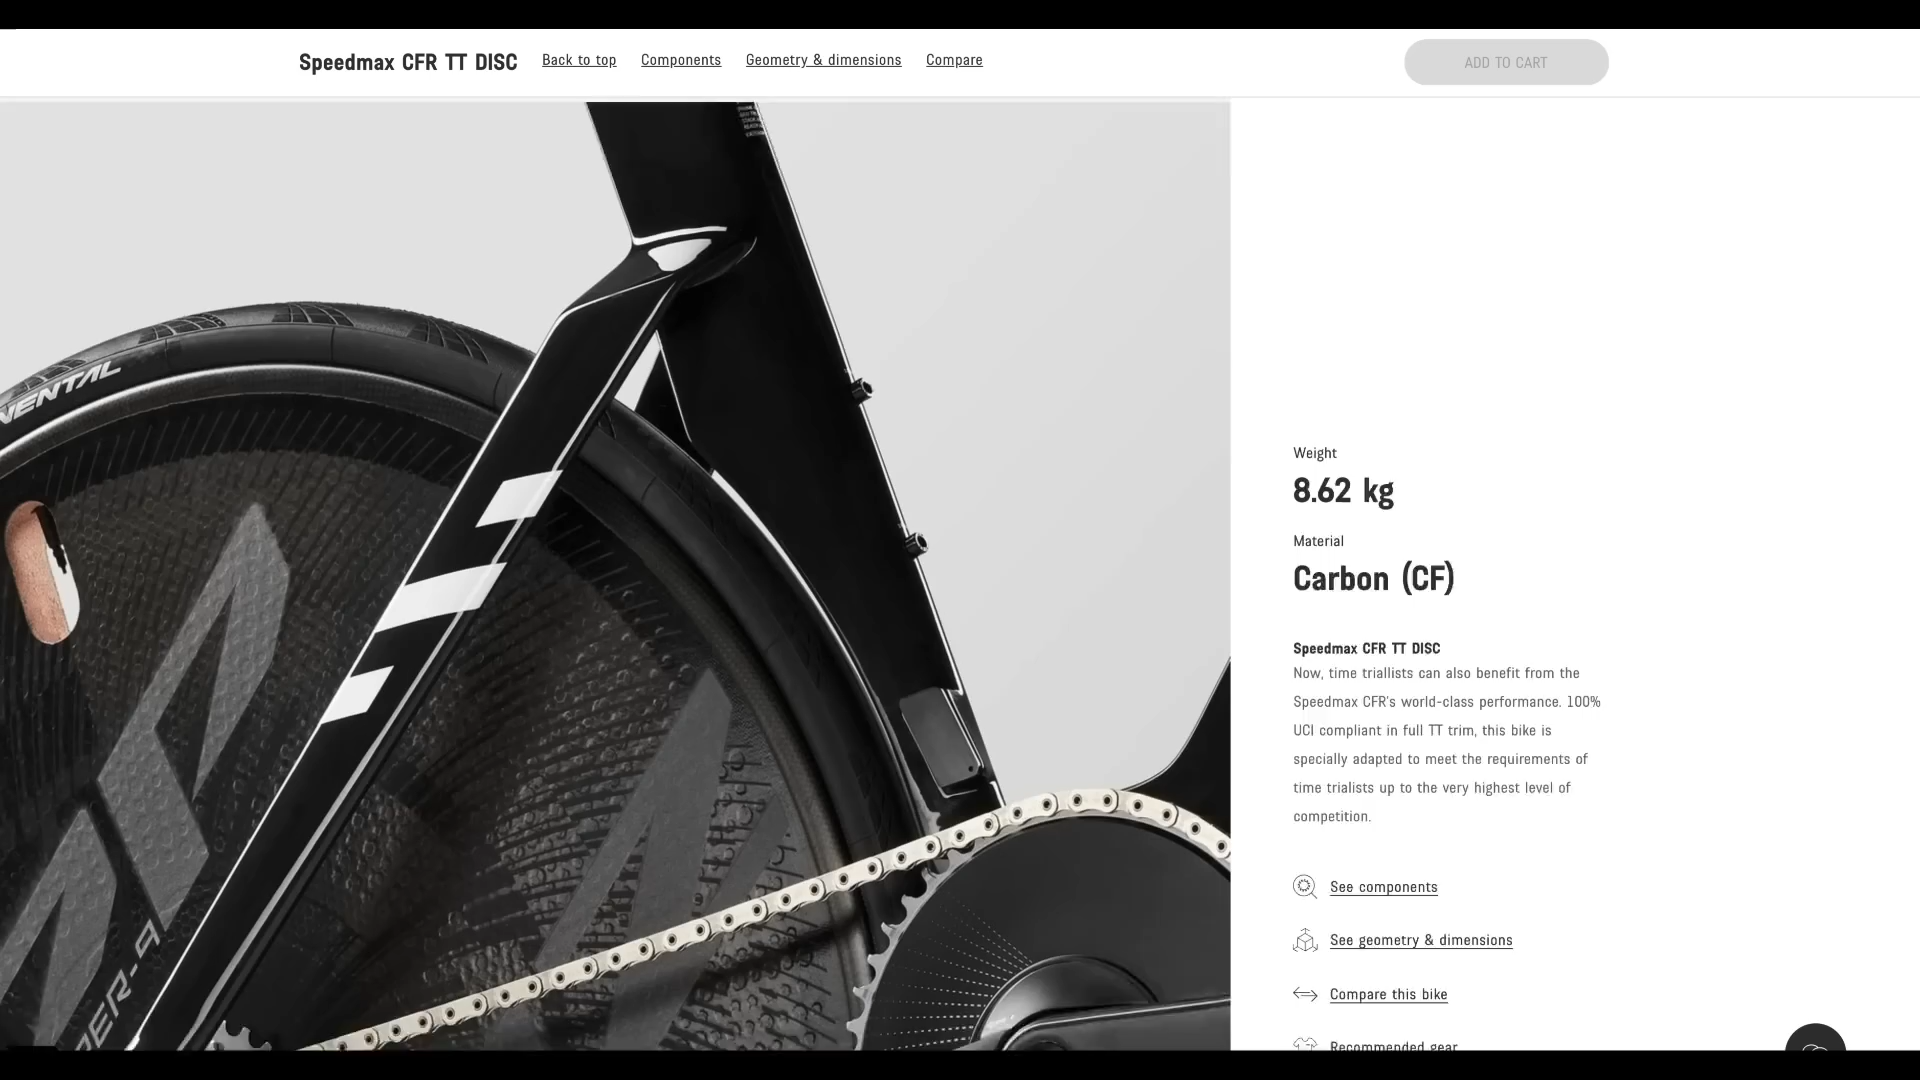 Speedmax CFR TT DISC
Back to top
Components
Geometry & dimensions
Compare
ADD TO CART
Weight
8.62 kg
Material
Carbon (CF)
Speedmax CFR TT DISC
Now, time triallists can also benefit from the
Speedmax CFR's world-class performance. 100%
UCI compliant in full TT trim, this bike is
specially adapted to meet the requirements of
time trialists up to the very highest level of
competition.
See components
See geometry & dimensions
Compare this bike
Recommended gear
NENTAL
PER-9